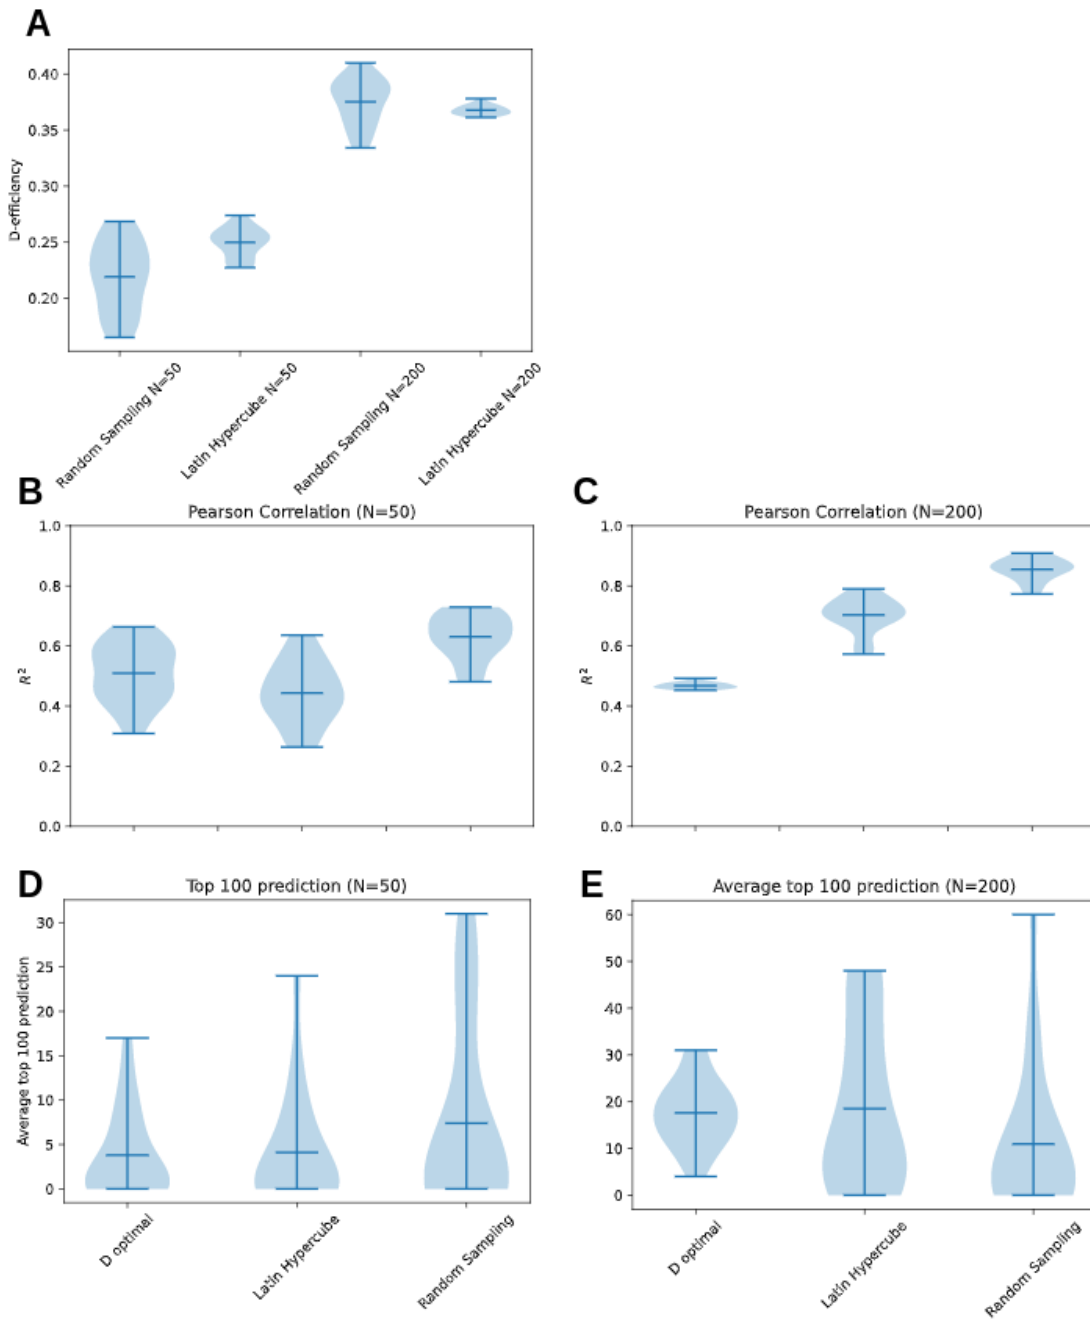 A
0.40
0.35
0.30
0.25
0.20
D-efficiency
Random Sampling N=50
Latin Hypercube N=50
Random Sampling N=200
Latin Hypercube N=200
B
Pearson Correlation (N=50)
1.0
0.8
0.6
0.4
0.2
0.0
R²
C
Pearson Correlation (N=200)
1.0
0.8
0.6
0.4
0.2
0.0
R²
D
Top 100 prediction (N=50)
30
25
20
15
10
5
0
Average top 100 prediction
D optimal
Latin Hypercube
Random Sampling
E
Average top 100 prediction (N=200)
60
50
40
30
20
10
0
D optimal
Latin Hypercube
Random Sampling